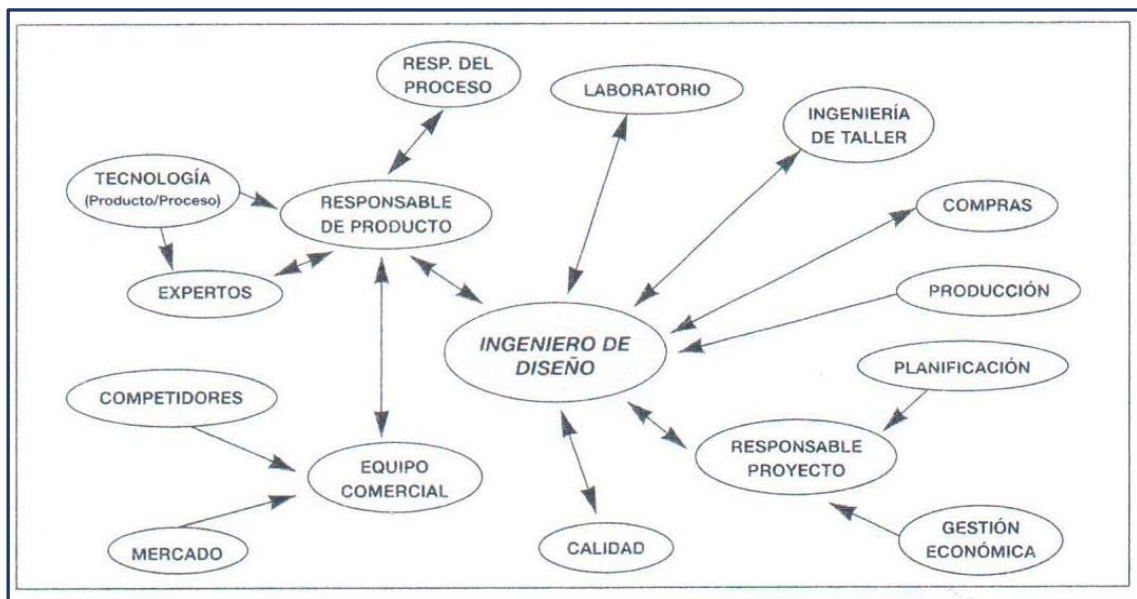 RESP. DEL
PROCESO
LABORATORIO
INGENIERÍA
DE TALLER
TECNOLOGÍA
(Producto/Proceso)
RESPONSABLE
DE PRODUCTO
COMPRAS
EXPERTOS
PRODUCCIÓN
INGENIERO DE
DISEÑO
PLANIFICACIÓN
COMPETIDORES
RESPONSABLE
PROYECTO
EQUIPO
COMERCIAL
MERCADO
CALIDAD
GESTIÓN
ECONÓMICA